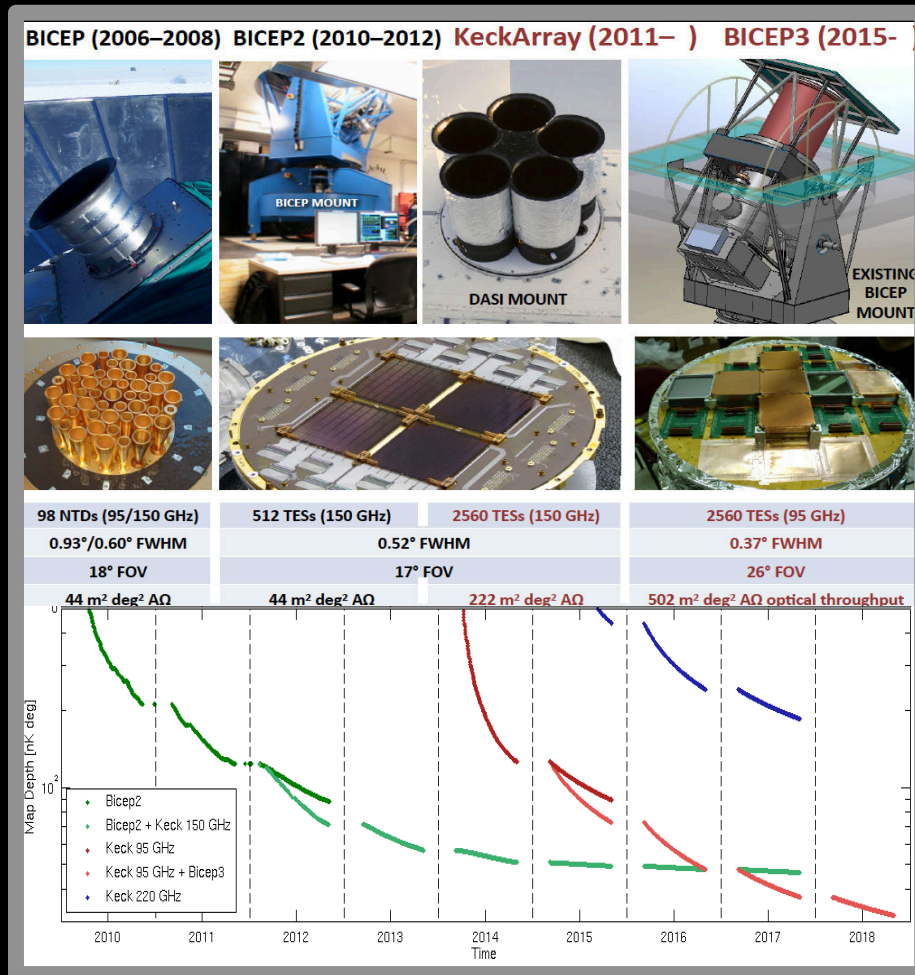 BICEP (2006–2008) BICEP2 (2010–2012) KeckArray (2011– ) BICEP3 (2015- )
BICEP MOUNT
DASI MOUNT
EXISTING
BICEP
MOUNT
98 NTDs (95/150 GHz) 512 TESs (150 GHz) 2560 TESs (150 GHz) 2560 TESs (95 GHz)
0.93°/0.60° FWHM 0.52° FWHM 0.37° FWHM
18° FOV 17° FOV 26° FOV
44 m² deg² AΩ 44 m² deg² AΩ 222 m² deg² AΩ 502 m² deg² AΩ optical throughput
Map Depth [nK deg]
10²
Bicep2
Bicep2 + Keck 150 GHz
Keck 95 GHz
Keck 95 GHz + Bicep3
Keck 220 GHz
2010 2011 2012 2013 2014 2015 2016 2017 2018
Time